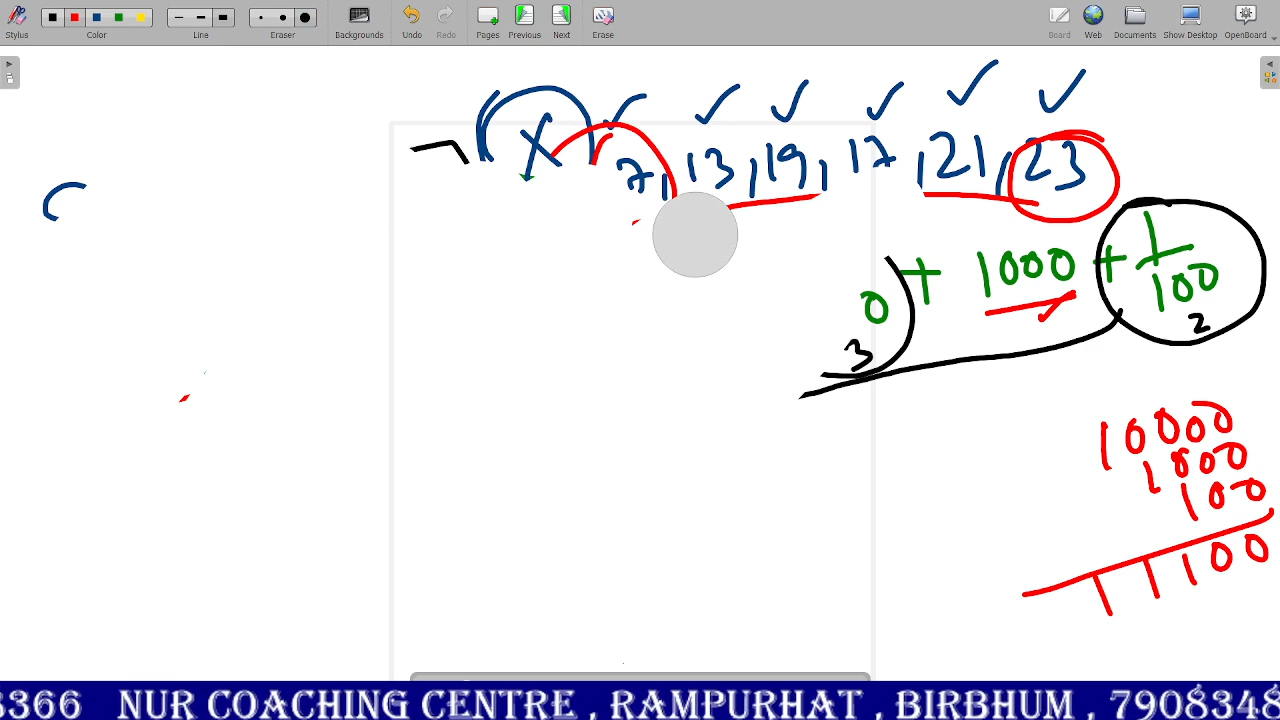 Stylus Color Line Eraser Backgrounds Undo Redo Pages Previous Next Erase Board Web Documents Show Desktop OpenBoard
X 7, 13, 19, 17, 21, 23
0 + 1000 + 1/100
3 2
10000
1000
100
11100
3366 NUR COACHING CENTRE , RAMPURHAT , BIRBHUM , 7908348